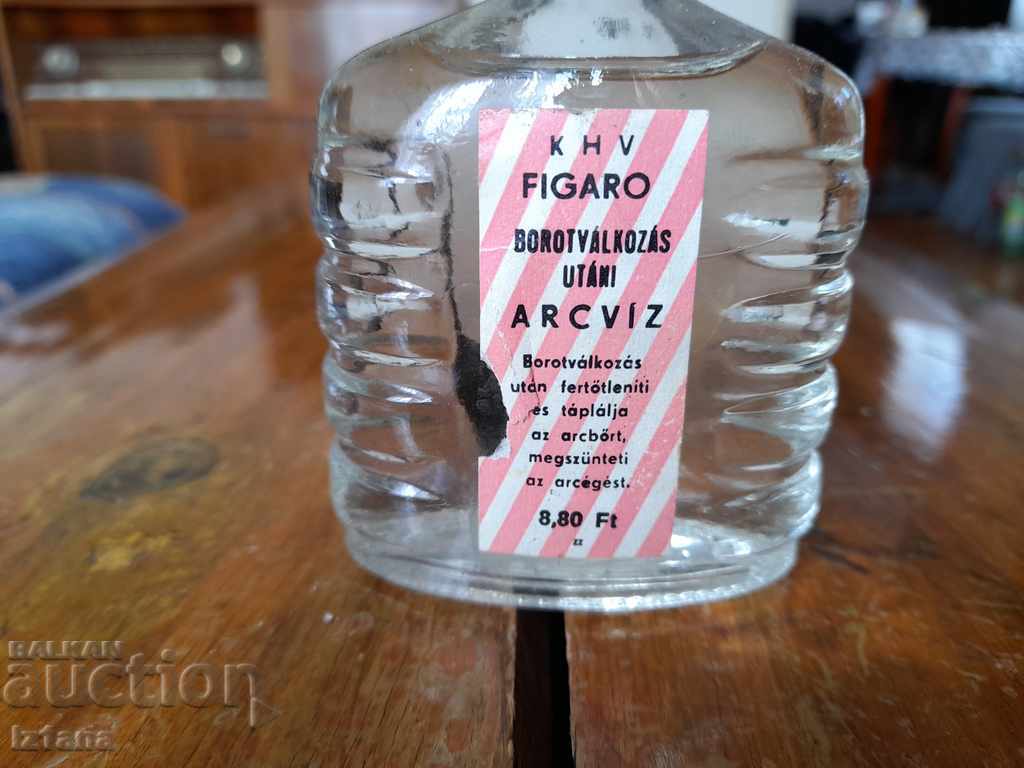 KHV
FIGARO
BOROTVÁLKOZÁS
UTÁNI
ARCVÍZ
Borotválkozás
után fertőtleníti
és táplálja
az arcbőrt,
megszünteti
az arcégést.
8,80 Ft
zz
BALKAN
auction
iztana